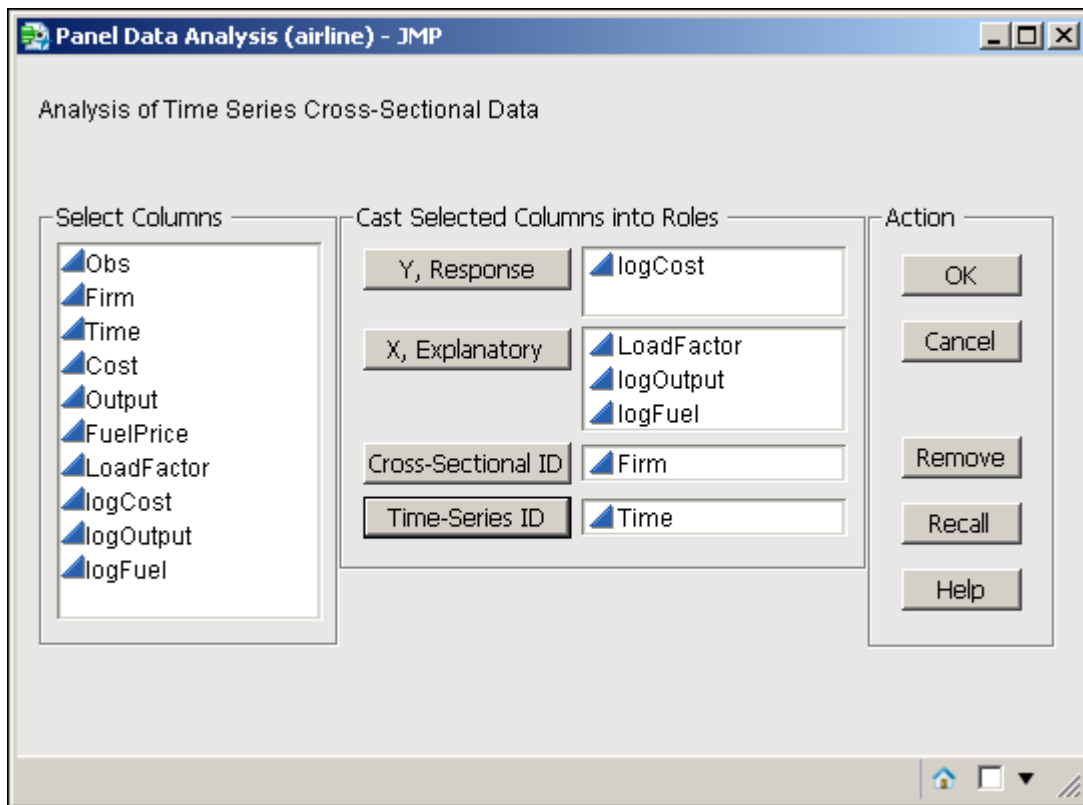 Panel Data Analysis (airline) - JMP
Analysis of Time Series Cross-Sectional Data
Select Columns
Obs
Firm
Time
Cost
Output
FuelPrice
LoadFactor
logCost
logOutput
logFuel
Cast Selected Columns into Roles
Y, Response
logCost
X, Explanatory
LoadFactor
logOutput
logFuel
Cross-Sectional ID
Firm
Time-Series ID
Time
Action
OK
Cancel
Remove
Recall
Help